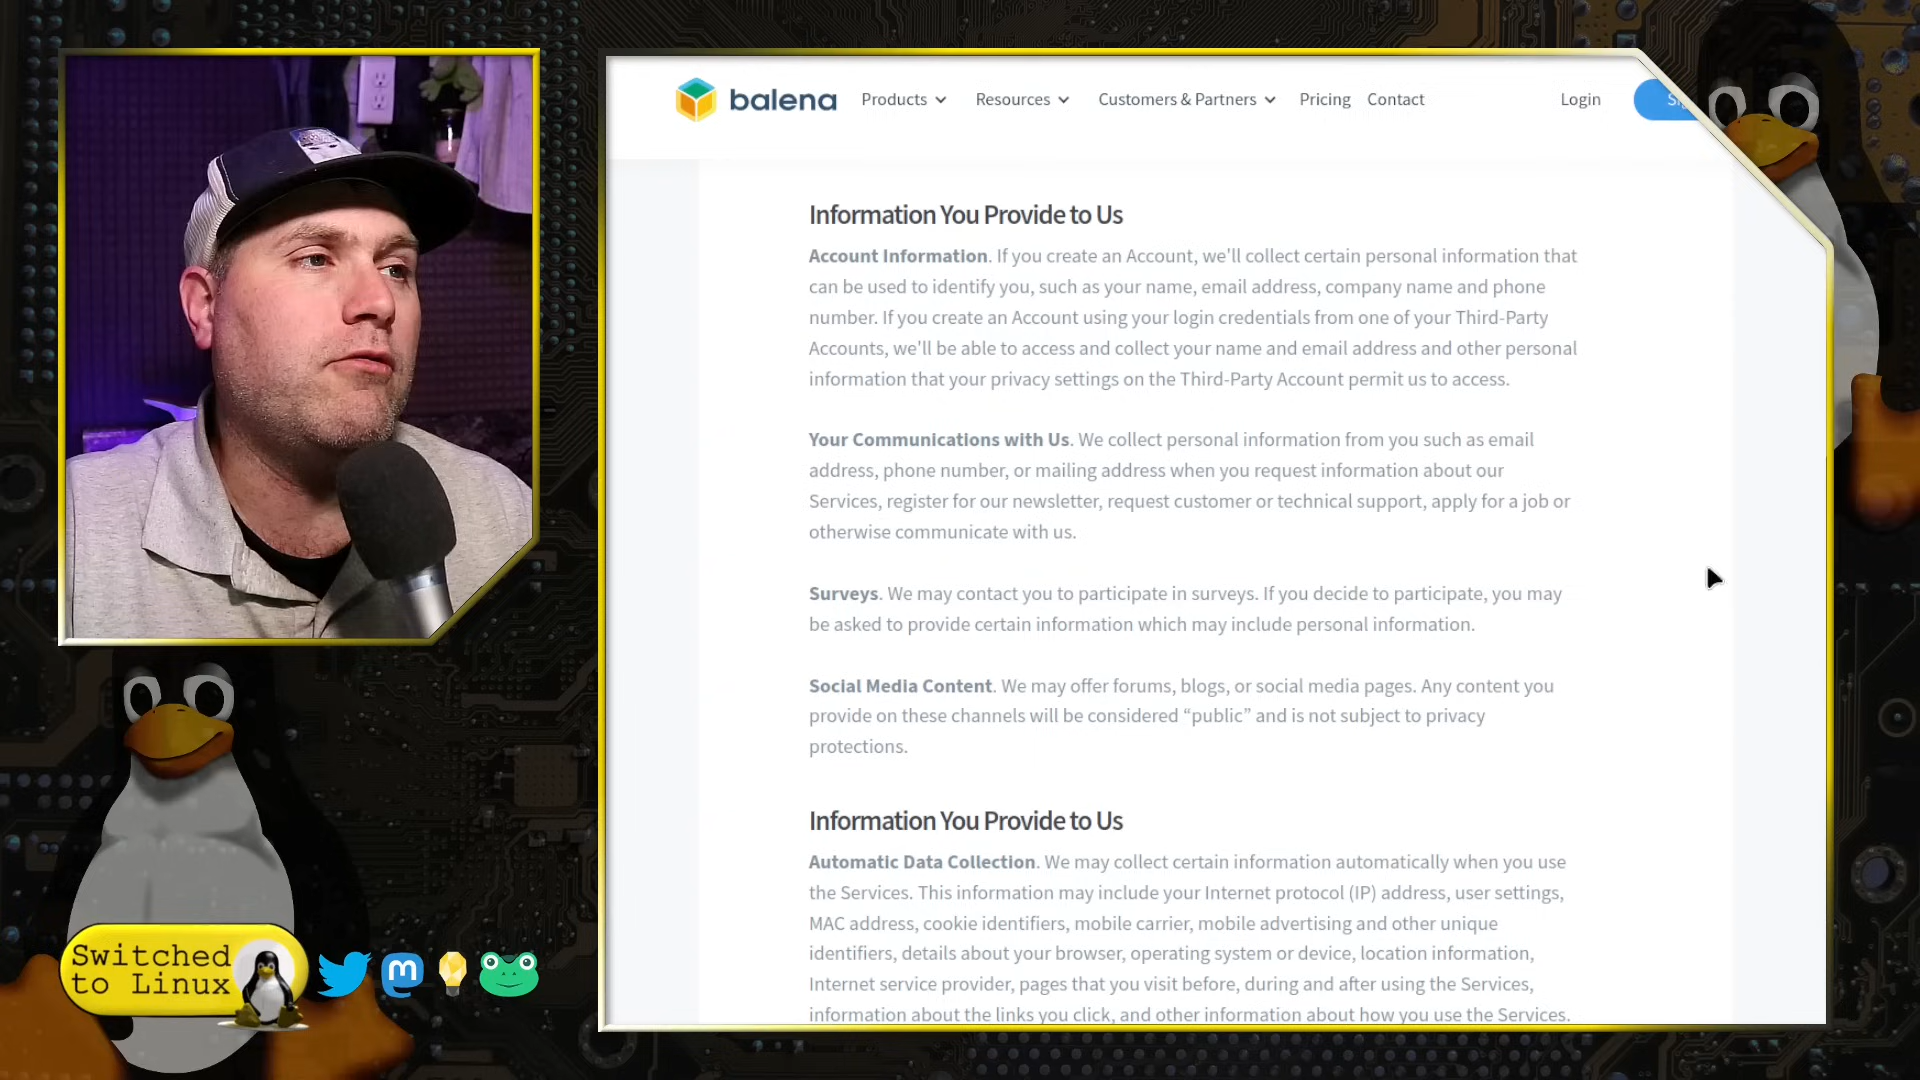 balena
Products
Resources
Customers & Partners
Pricing
Contact
Login
Information You Provide to Us
Account Information. If you create an Account, we'll collect certain personal information that
can be used to identify you, such as your name, email address, company name and phone
number. If you create an Account using your login credentials from one of your Third-Party
Accounts, we'll be able to access and collect your name and email address and other personal
information that your privacy settings on the Third-Party Account permit us to access.
Your Communications with Us. We collect personal information from you such as email
address, phone number, or mailing address when you request information about our
Services, register for our newsletter, request customer or technical support, apply for a job or
otherwise communicate with us.
Surveys. We may contact you to participate in surveys. If you decide to participate, you may
be asked to provide certain information which may include personal information.
Social Media Content. We may offer forums, blogs, or social media pages. Any content you
provide on these channels will be considered “public” and is not subject to privacy
protections.
Information You Provide to Us
Automatic Data Collection. We may collect certain information automatically when you use
the Services. This information may include your Internet protocol (IP) address, user settings,
MAC address, cookie identifiers, mobile carrier, mobile advertising and other unique
identifiers, details about your browser, operating system or device, location information,
Internet service provider, pages that you visit before, during and after using the Services,
information about the links you click, and other information about how you use the Services.
Switched
to Linux
m